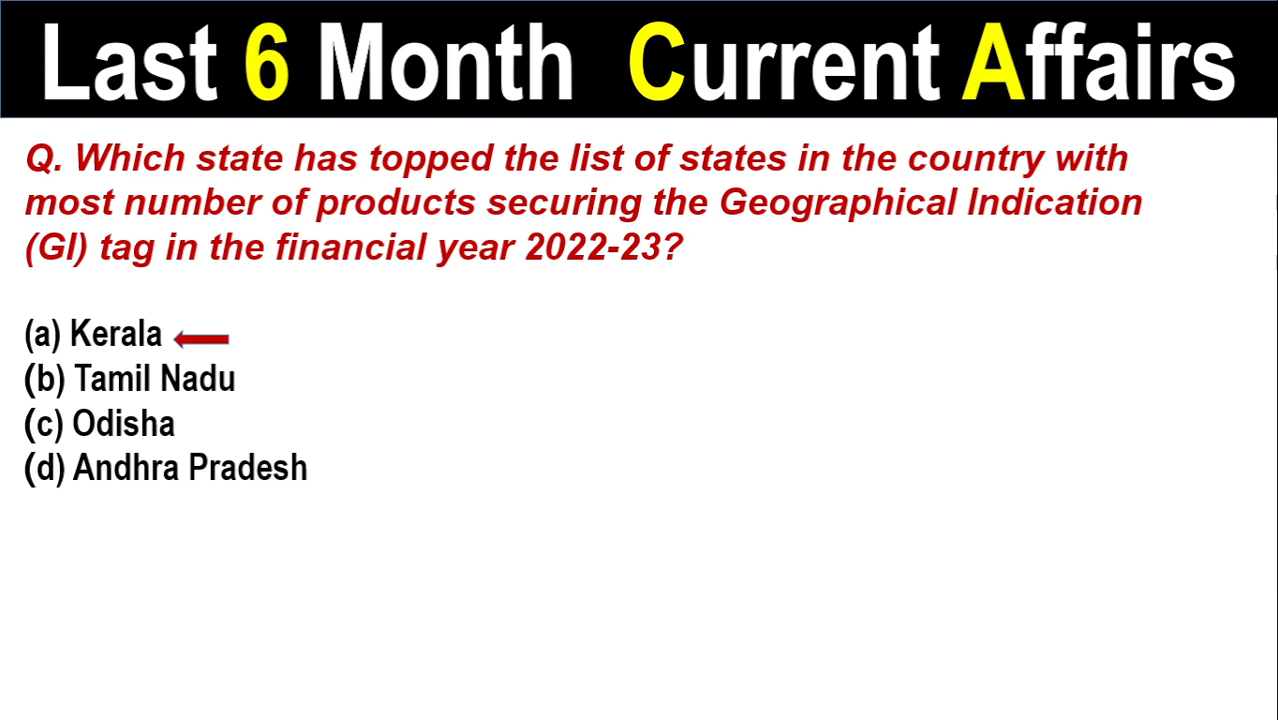 Last 6 Month Current Affairs
Q. Which state has topped the list of states in the country with
most number of products securing the Geographical Indication
(GI) tag in the financial year 2022-23?
(a) Kerala
(b) Tamil Nadu
(c) Odisha
(d) Andhra Pradesh